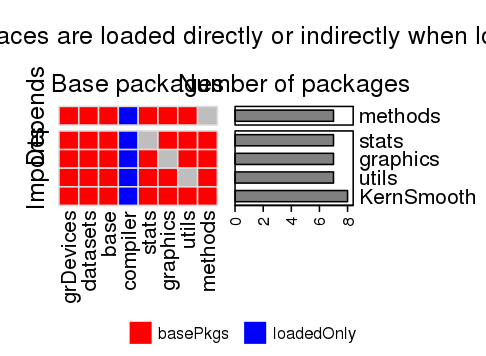 aces are loaded directly or indirectly when lo
Base packages
Number of packages
Depends
Imports
methods
stats
graphics
utils
KernSmooth
grDevices
datasets
base
compiler
stats
graphics
utils
methods
0 2 4 6 8
basePkgs
loadedOnly